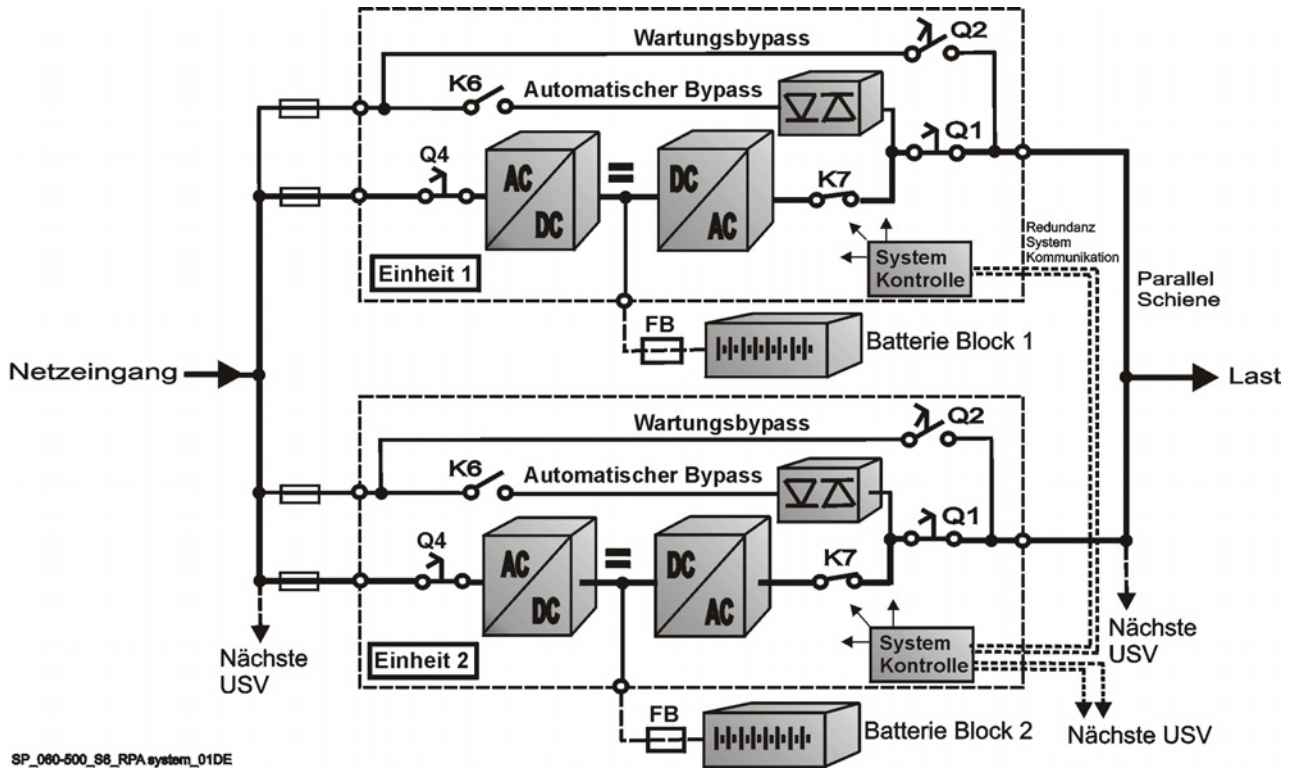 Wartungsbypass
Q2
K6
Automatischer Bypass
Q1
Q4
AC
DC
=
DC
AC
K7
Einheit 1
System
Kontrolle
Redundanz
System
Kommunikation
Parallel
Schiene
FB
Batterie Block 1
Netzeingang
Last
Wartungsbypass
Q2
K6
Automatischer Bypass
Q1
Q4
AC
DC
=
DC
AC
K7
Einheit 2
System
Kontrolle
Nächste
USV
Nächste
USV
FB
Batterie Block 2
Nächste USV
SP_060-500_S6_RPA system_01DE